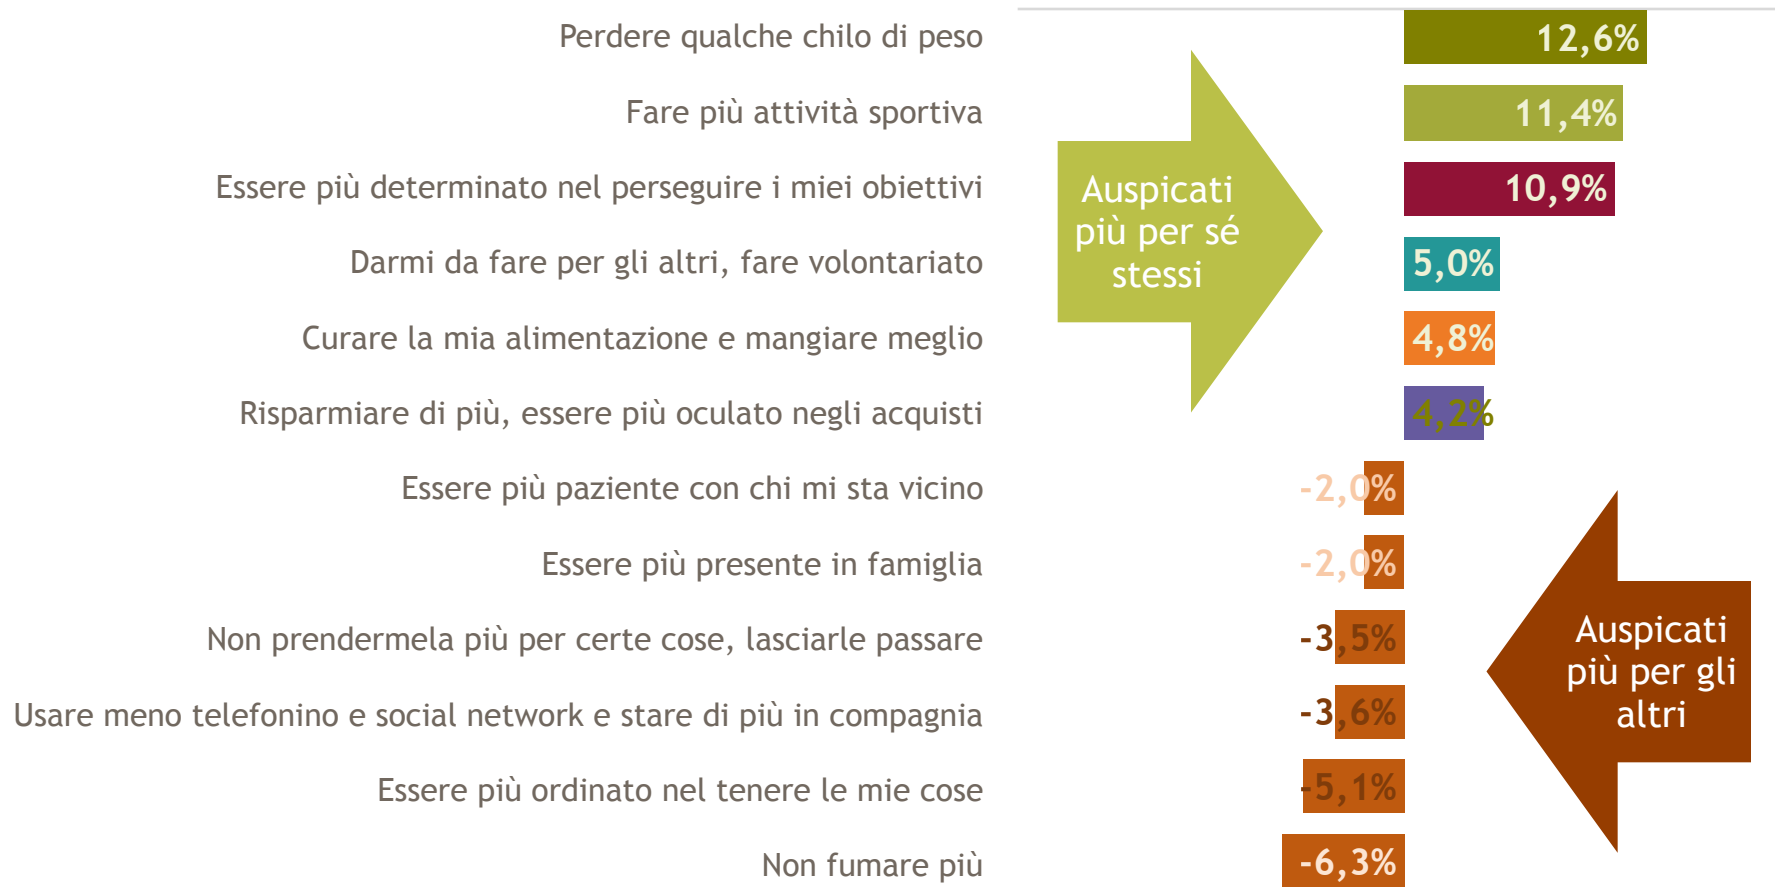 Perdere qualche chilo di peso 12,6%
Fare più attività sportiva 11,4%
Essere più determinato nel perseguire i miei obiettivi 10,9%
Darmi da fare per gli altri, fare volontariato 5,0%
Curare la mia alimentazione e mangiare meglio 4,8%
Risparmiare di più, essere più oculato negli acquisti 4,2%
Auspicati
più per sé
stessi
Essere più paziente con chi mi sta vicino -2,0%
Essere più presente in famiglia -2,0%
Non prendermela più per certe cose, lasciarle passare -3,5%
Usare meno telefonino e social network e stare di più in compagnia -3,6%
Essere più ordinato nel tenere le mie cose -5,1%
Non fumare più -6,3%
Auspicati
più per gli
altri